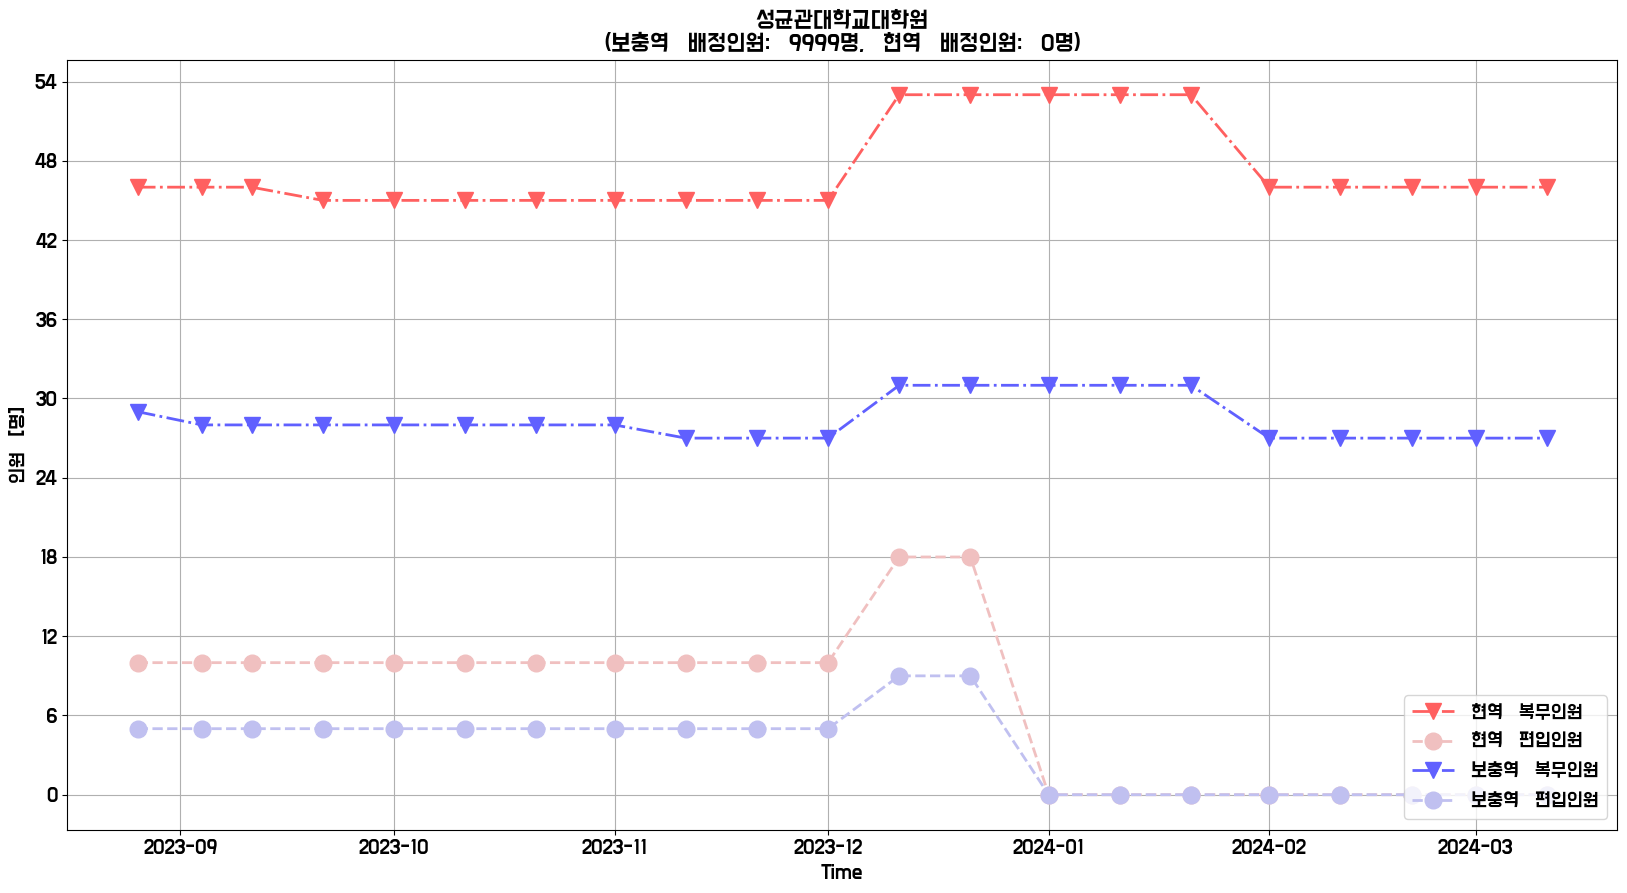 성균관대학교대학원
(보충역 배정인원: 9999명, 현역 배정인원: 0명)
54
48
42
36
30
24
18
12
6
0
인원 [명]
2023-09 2023-10 2023-11 2023-12 2024-01 2024-02 2024-03
Time
현역 복무인원
현역 편입인원
보충역 복무인원
보충역 편입인원